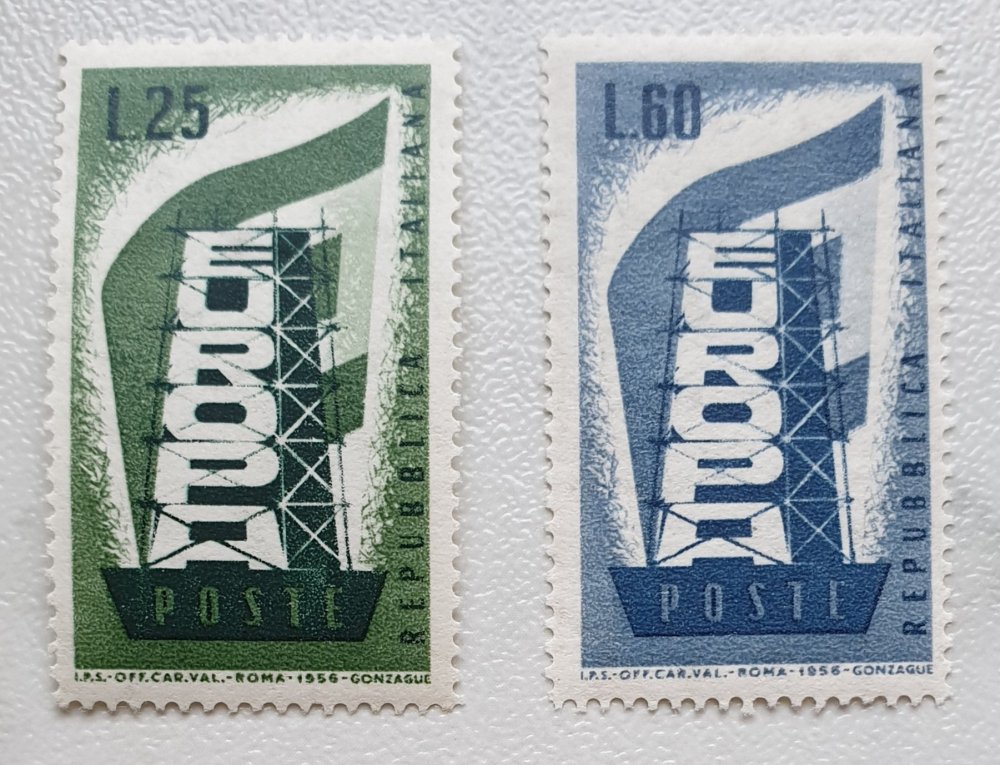 L.25
REPUBBLICA ITALIANA
EUROPA
POSTE
I.P.S.-OFF.CAR.VAL.-ROMA-1956-GONZAGUE
L.60
REPUBBLICA ITALIANA
EUROPA
POSTE
I.P.S.-OFF.CAR.VAL.-ROMA-1956-GONZAGUE